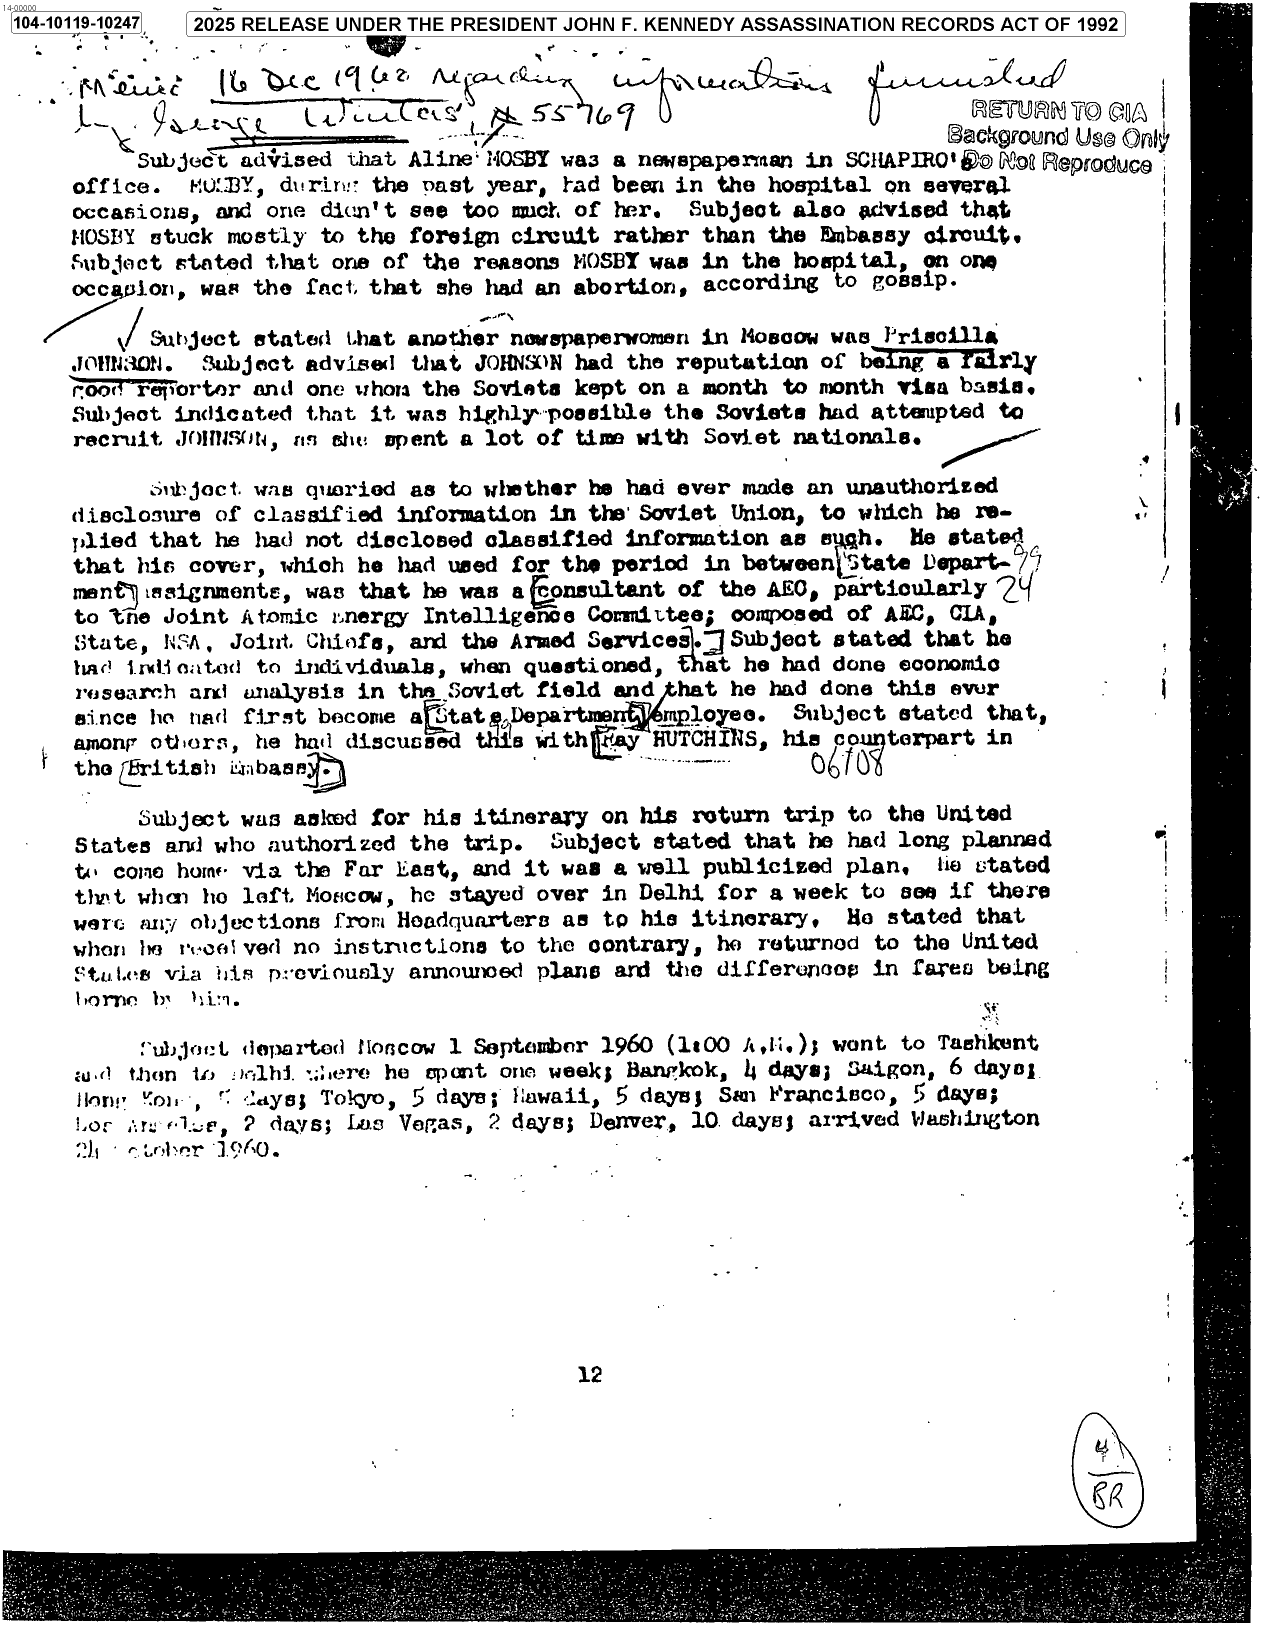 14-00000
104-10119-10247
2025 RELEASE UNDER THE PRESIDENT JOHN F. KENNEDY ASSASSINATION RECORDS ACT OF 1992
16 Dec 1962 regarding information furnished
by George Winters, # 55769
RETURN TO CIA
Background Use Only
Do Not Reproduce
Subject advised that Aline MOSBY was a newspaperman in SCHAPIRO's
office. MOSBY, during the past year, had been in the hospital on several
occasions, and one didn't see too much of her. Subject also advised that
MOSBY stuck mostly to the foreign circuit rather than the Embassy circuit.
Subject stated that one of the reasons MOSBY was in the hospital, on one
occasion, was the fact that she had an abortion, according to gossip.
Subject stated that another newspaperwomen in Moscow was Priscilla
JOHNSON. Subject advised that JOHNSON had the reputation of being a fairly
good reporter and one whom the Soviets kept on a month to month visa basis.
Subject indicated that it was highly possible the Soviets had attempted to
recruit JOHNSON, as she spent a lot of time with Soviet nationals.
Subject was queried as to whether he had ever made an unauthorized
disclosure of classified information in the Soviet Union, to which he re-
plied that he had not disclosed classified information as such. He stated
that his cover, which he had used for the period in between [State Depart-
ment] assignments, was that he was a [consultant of the AEC, particularly 24
to the Joint Atomic Energy Intelligence Committee; composed of AEC, CIA,
State, NSA, Joint Chiefs, and the Armed Services.] Subject stated that he
had indicated to individuals, when questioned, that he had done economic
research and analysis in the Soviet field and that he had done this ever
since he had first become a [State Department] employee. Subject stated that,
among others, he had discussed this with [Ray HUTCHINS, his counterpart in
the [British Embassy.]
06/08
Subject was asked for his itinerary on his return trip to the United
States and who authorized the trip. Subject stated that he had long planned
to come home via the Far East, and it was a well publicized plan. He stated
that when he left Moscow, he stayed over in Delhi for a week to see if there
were any objections from Headquarters as to his itinerary. He stated that
when he received no instructions to the contrary, he returned to the United
States via his previously announced plans and the differences in fares being
borne by him.
Subject departed Moscow 1 September 1960 (1:00 A.M.); went to Tashkent
and then to Delhi where he spent one week; Bangkok, 4 days; Saigon, 6 days;
Hong Kong, days; Tokyo, 5 days; Hawaii, 5 days; San Francisco, 5 days;
Los Angeles, 2 days; Las Vegas, 2 days; Denver, 10 days; arrived Washington
24 October 1960.
12
4
BR